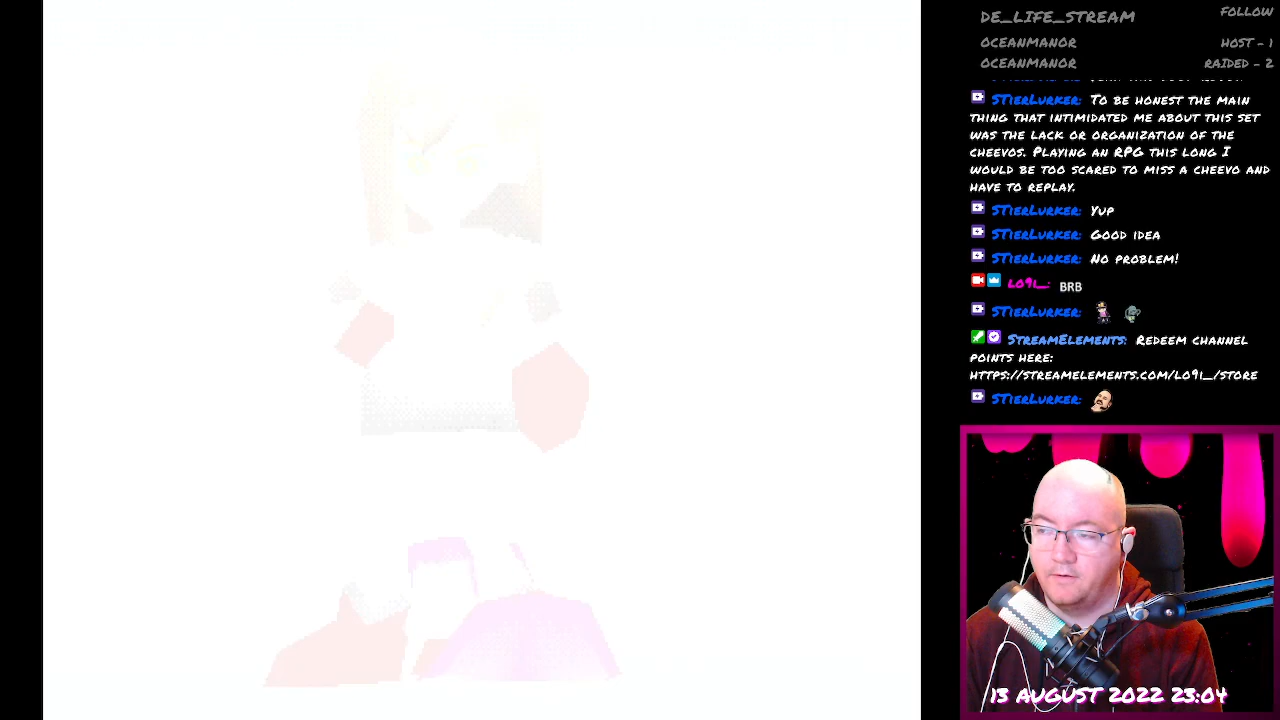 DE_LIFE_STREAM FOLLOW
OCEANMANOR HOST - 1
OCEANMANOR RAIDED - 2
STierLurker: To be honest the main
thing that intimidated me about this set
was the lack or organization of the
cheevos. Playing an RPG this long I
would be too scared to miss a cheevo and
have to replay.
STierLurker: Yup
STierLurker: Good idea
STierLurker: No problem!
lo9i_: BRB
STierLurker:
StreamElements: Redeem channel
points here:
https://streamelements.com/lo9i_/store
STierLurker:
13 AUGUST 2022 23:04